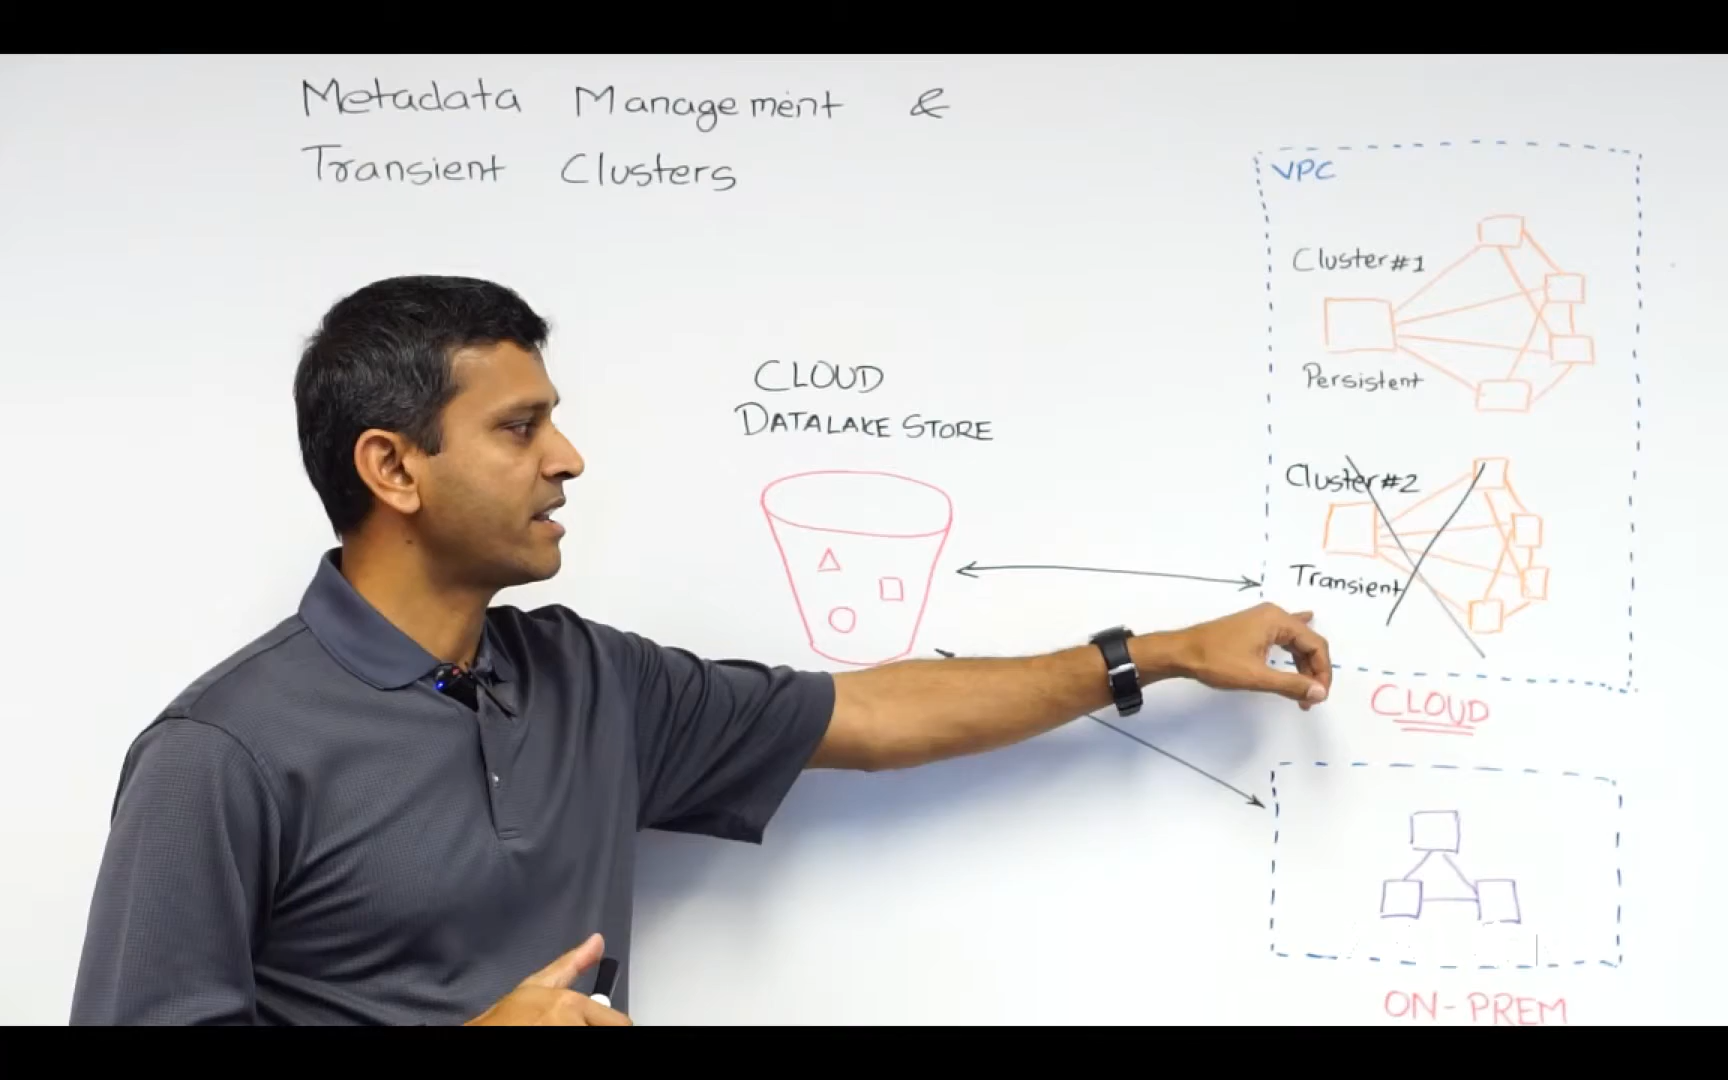 Metadata Management &
Transient Clusters
VPC
Cluster#1
Persistent
CLOUD
DATALAKE STORE
Cluster#2
Transient
CLOUD
ON-PREM